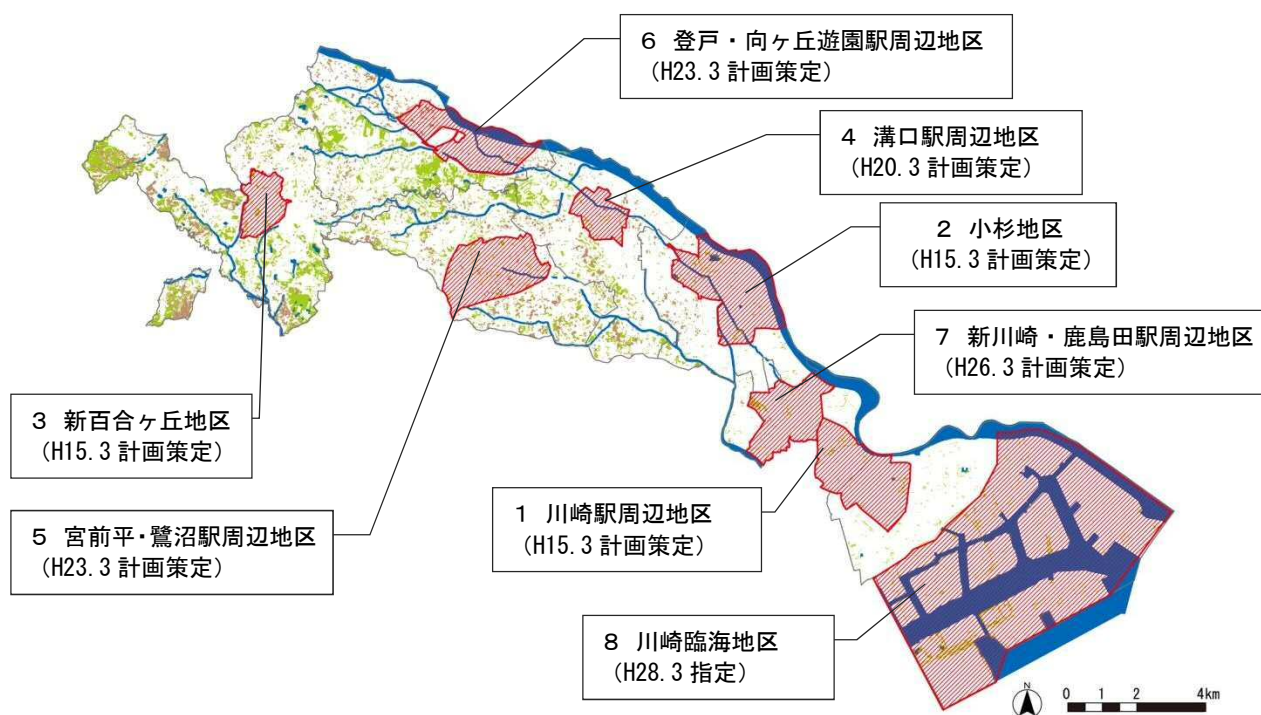 6 登戸・向ヶ丘遊園駅周辺地区
(H23.3 計画策定)
4 溝口駅周辺地区
(H20.3 計画策定)
2 小杉地区
(H15.3 計画策定)
7 新川崎・鹿島田駅周辺地区
(H26.3 計画策定)
3 新百合ヶ丘地区
(H15.3 計画策定)
1 川崎駅周辺地区
(H15.3 計画策定)
5 宮前平・鷺沼駅周辺地区
(H23.3 計画策定)
8 川崎臨海地区
(H28.3 指定)
N
0 1 2 4km